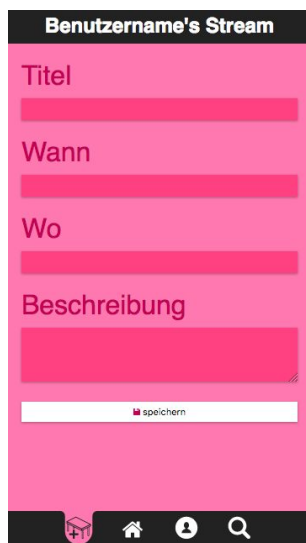 Benutzername's Stream
Titel
Wann
Wo
Beschreibung
speichern